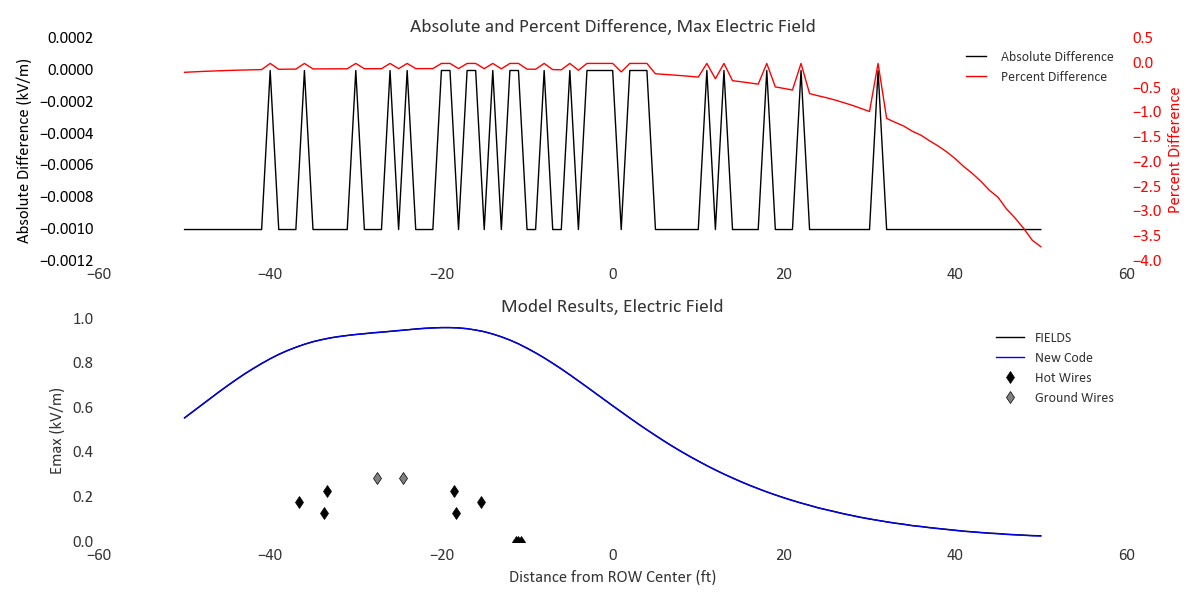 Absolute and Percent Difference, Max Electric Field
0.0002
0.0000
−0.0002
−0.0004
−0.0006
−0.0008
−0.0010
−0.0012
Absolute Difference (kV/m)
0.5
0.0
−0.5
−1.0
−1.5
−2.0
−2.5
−3.0
−3.5
−4.0
Percent Difference
Absolute Difference
Percent Difference
−60 −40 −20 0 20 40 60
Model Results, Electric Field
1.0
0.8
0.6
0.4
0.2
0.0
Emax (kV/m)
FIELDS
New Code
Hot Wires
Ground Wires
−60 −40 −20 0 20 40 60
Distance from ROW Center (ft)